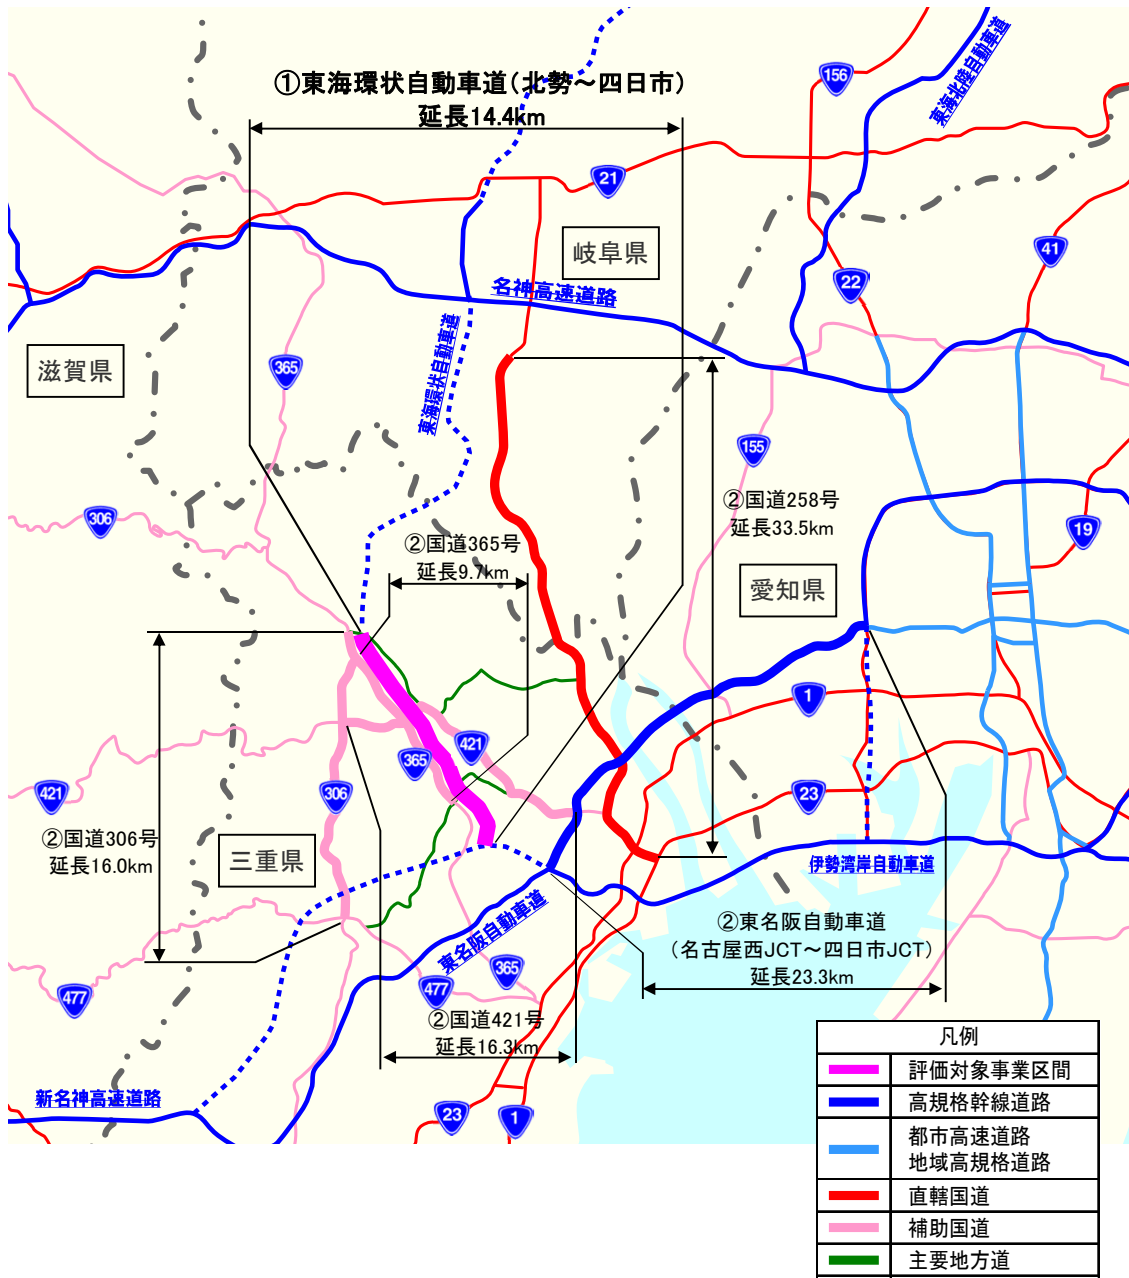 ①東海環状自動車道(北勢～四日市)
延長14.4km
東海北陸自動車道
156
21
岐阜県
41
22
名神高速道路
東海環状自動車道
滋賀県
365
155
306
②国道258号
延長33.5km
19
②国道365号
延長9.7km
愛知県
1
421
365
421
306
23
②国道306号
延長16.0km
三重県
伊勢湾岸自動車道
東名阪自動車道
②東名阪自動車道
(名古屋西JCT～四日市JCT)
延長23.3km
365
477
477
②国道421号
延長16.3km
新名神高速道路
23
1
凡例
評価対象事業区間
高規格幹線道路
都市高速道路
地域高規格道路
直轄国道
補助国道
主要地方道